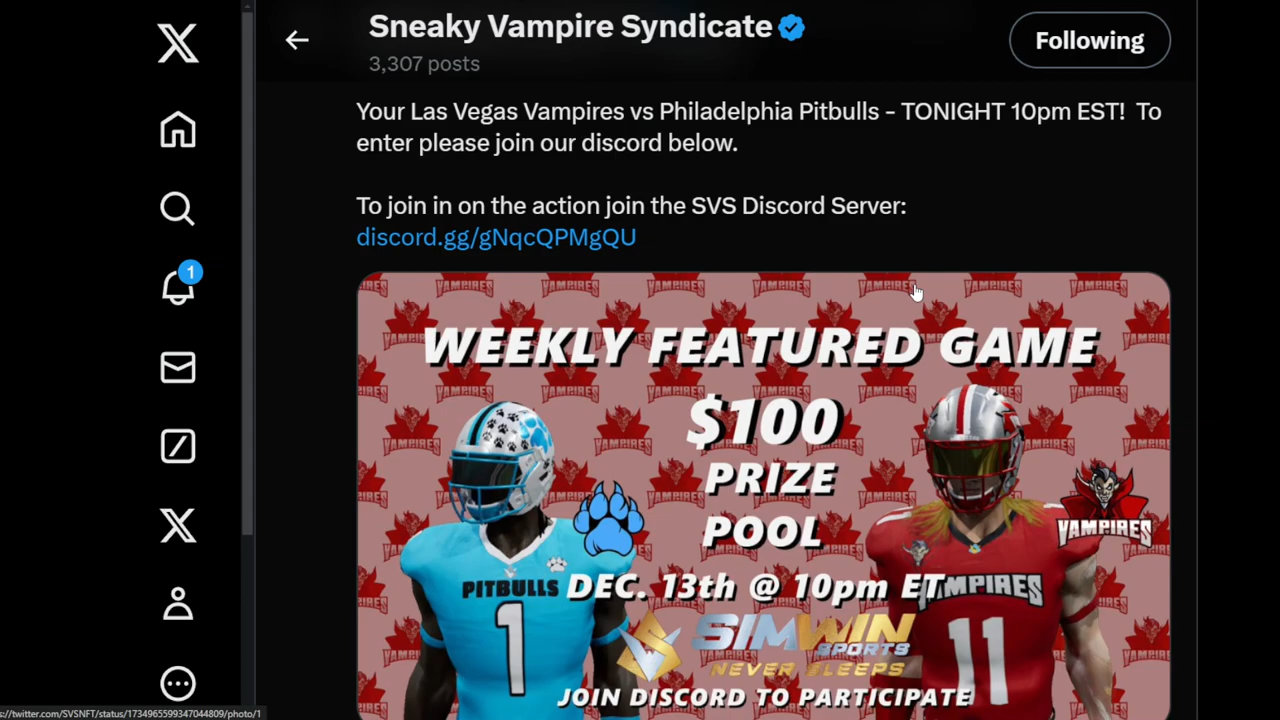 Sneaky Vampire Syndicate
3,307 posts
Following
1
Your Las Vegas Vampires vs Philadelphia Pitbulls - TONIGHT 10pm EST! To
enter please join our discord below.
To join in on the action join the SVS Discord Server:
discord.gg/gNqcQPMgQU
WEEKLY FEATURED GAME
$100
PRIZE
POOL
VAMPIRES
PITBULLS
DEC. 13th @ 10pm ET
VAMPIRES
1
11
SIMWIN
SPORTS
NEVER SLEEPS
JOIN DISCORD TO PARTICIPATE
s://twitter.com/SVSNFT/status/1734965599347044809/photo/1